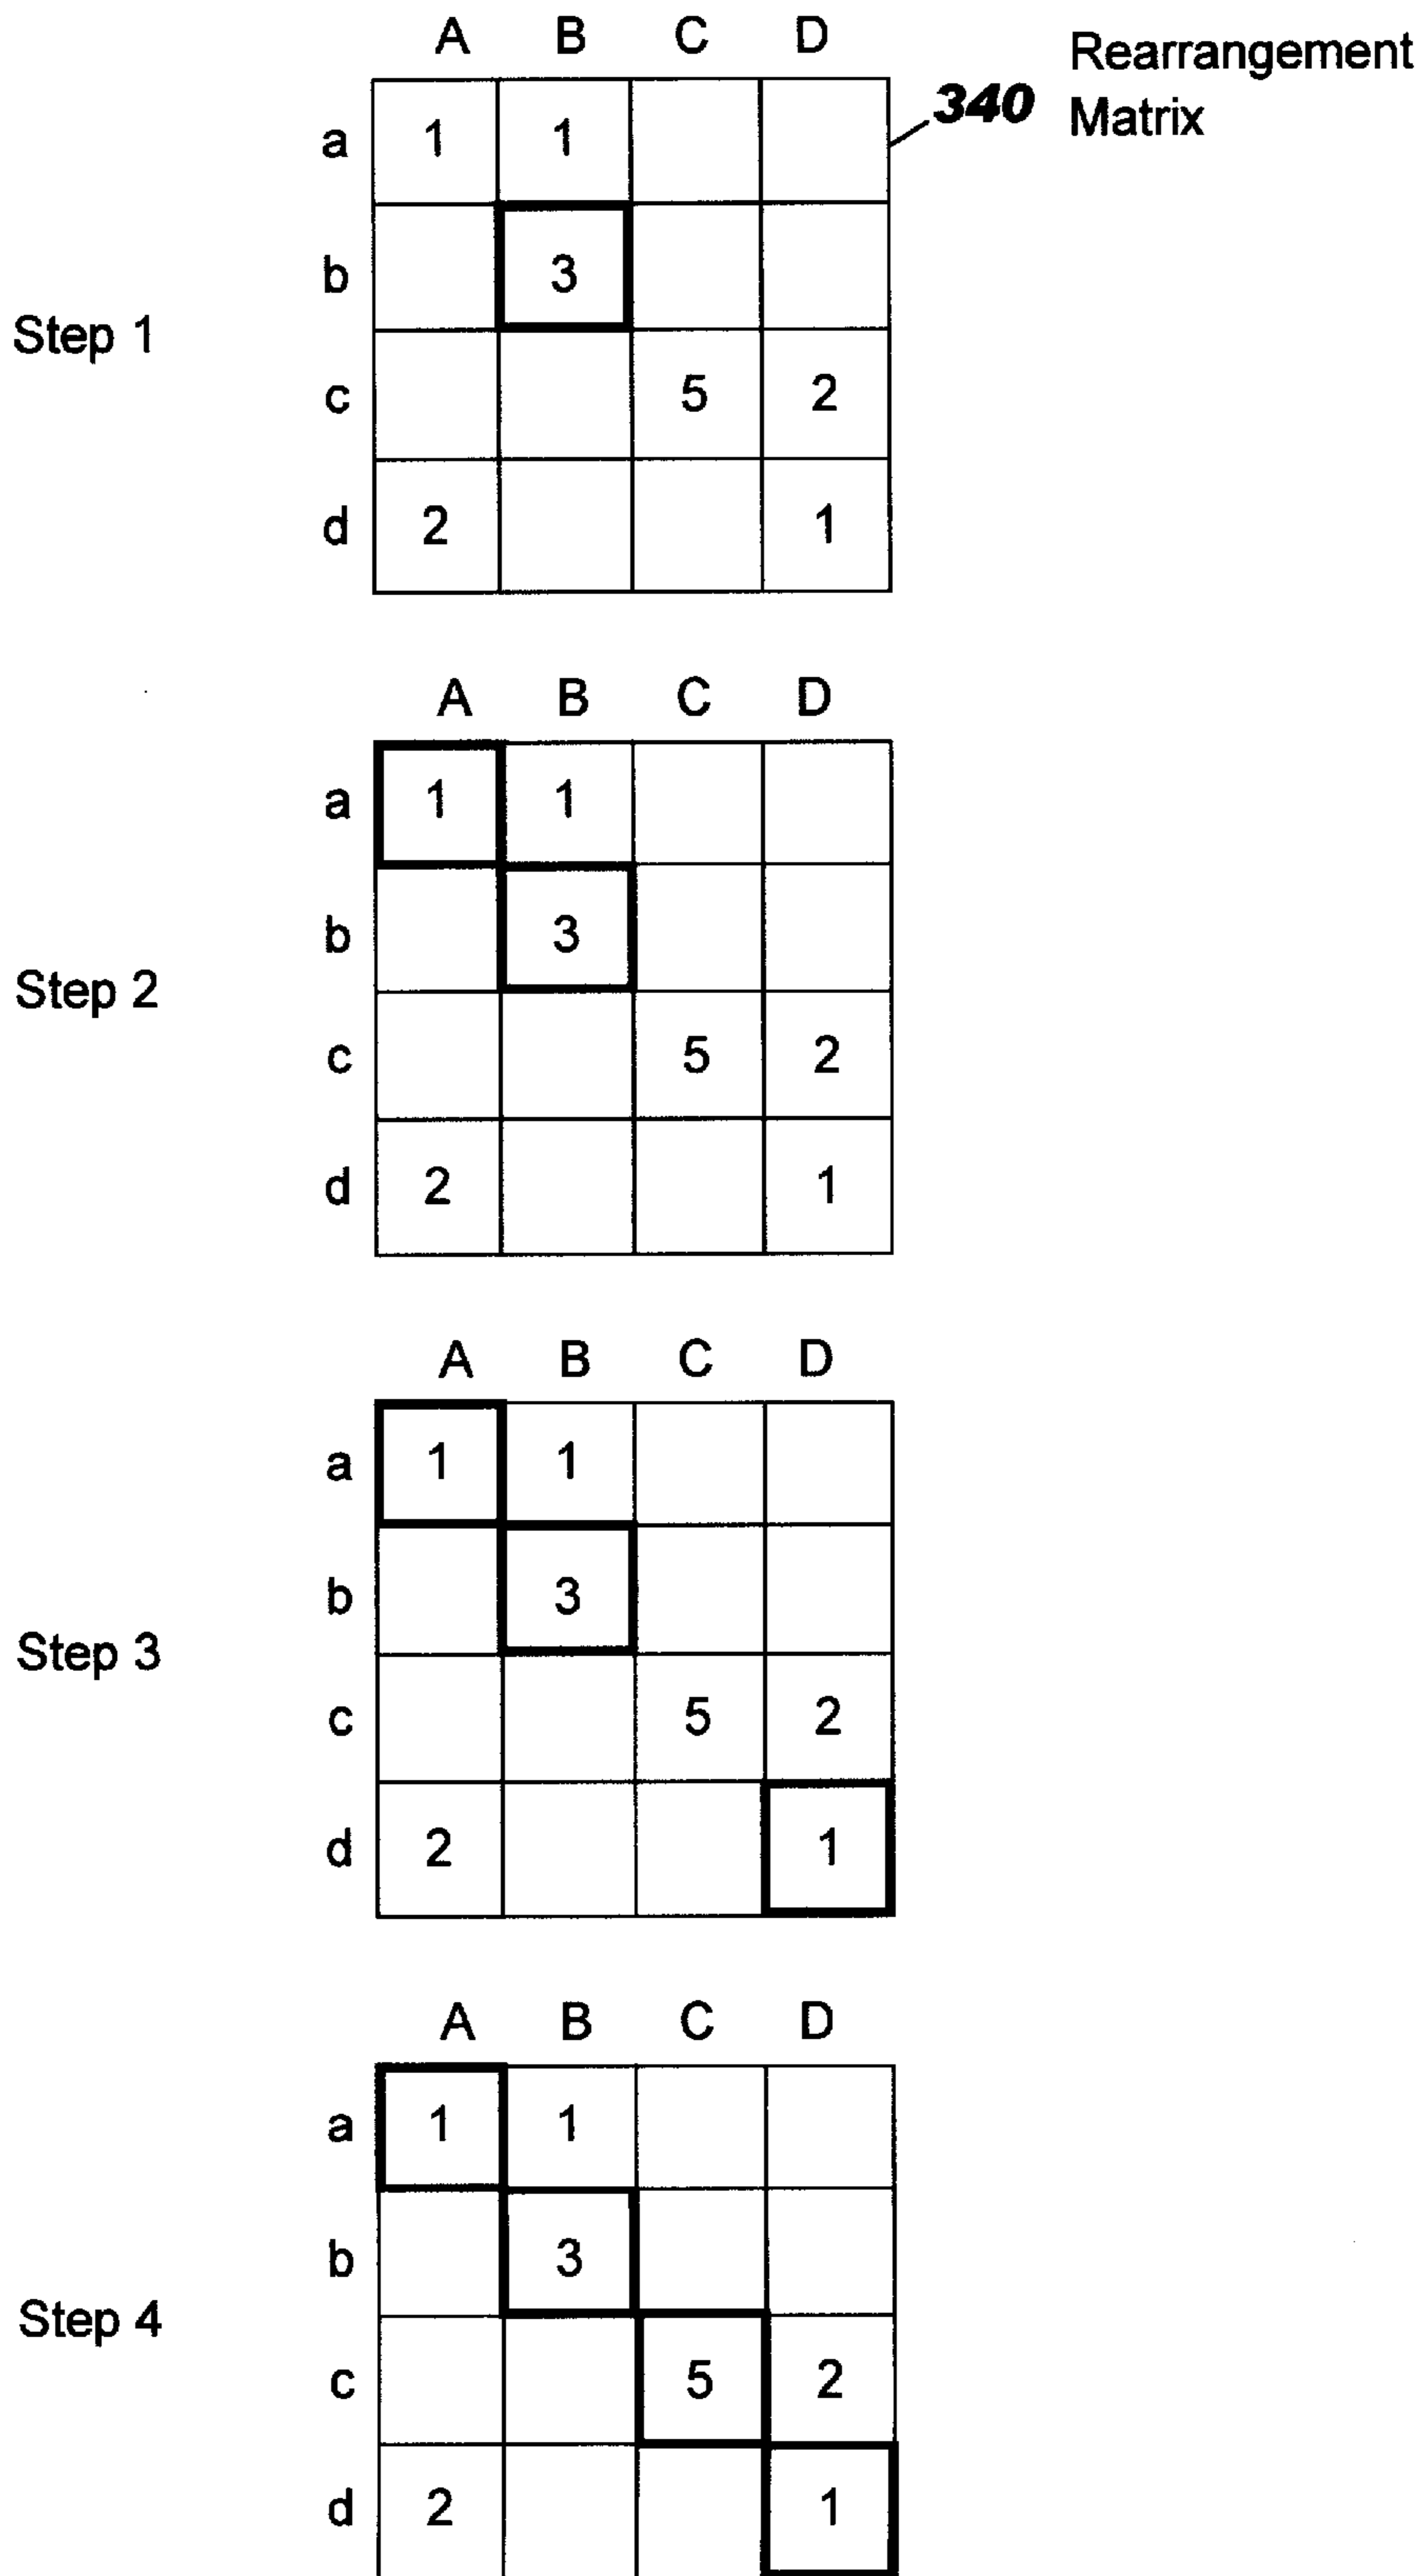 A B C D
Rearrangement
340 Matrix
a 1 1
b 3
Step 1
c 5 2
d 2 1
A B C D
a 1 1
b 3
Step 2
c 5 2
d 2 1
A B C D
a 1 1
b 3
Step 3
c 5 2
d 2 1
A B C D
a 1 1
b 3
Step 4
c 5 2
d 2 1